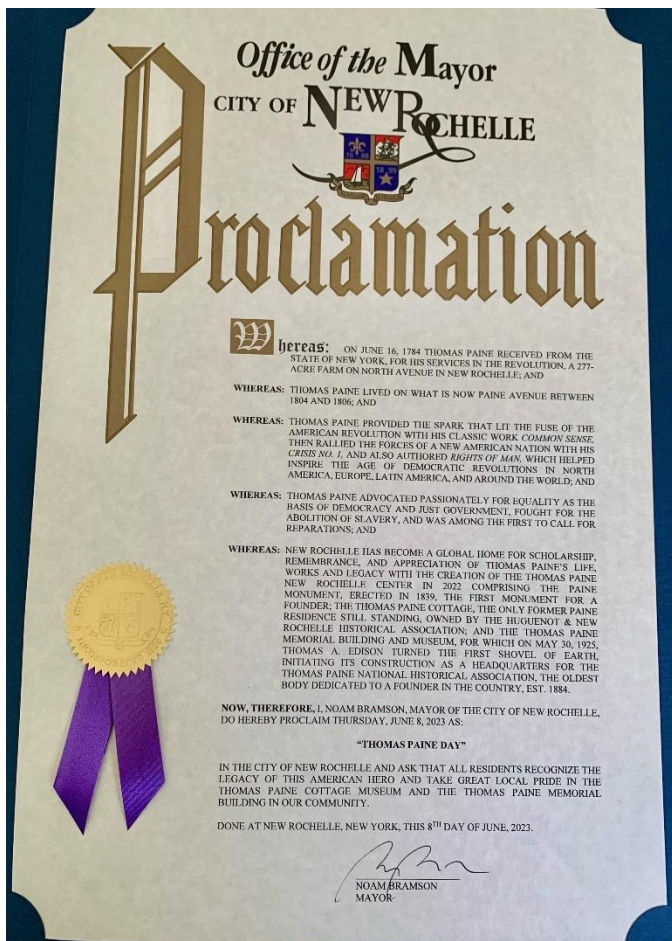 Office of the Mayor
CITY OF NEW ROCHELLE
16 88
18 99
Proclamation
Whereas: ON JUNE 16, 1784 THOMAS PAINE RECEIVED FROM THE
STATE OF NEW YORK, FOR HIS SERVICES IN THE REVOLUTION, A 277-
ACRE FARM ON NORTH AVENUE IN NEW ROCHELLE; AND
WHEREAS: THOMAS PAINE LIVED ON WHAT IS NOW PAINE AVENUE BETWEEN
1804 AND 1806; AND
WHEREAS: THOMAS PAINE PROVIDED THE SPARK THAT LIT THE FUSE OF THE
AMERICAN REVOLUTION WITH HIS CLASSIC WORK COMMON SENSE,
THEN RALLIED THE FORCES OF A NEW AMERICAN NATION WITH HIS
CRISIS NO. 1, AND ALSO AUTHORED RIGHTS OF MAN, WHICH HELPED
INSPIRE THE AGE OF DEMOCRATIC REVOLUTIONS IN NORTH
AMERICA, EUROPE, LATIN AMERICA, AND AROUND THE WORLD; AND
WHEREAS: THOMAS PAINE ADVOCATED PASSIONATELY FOR EQUALITY AS THE
BASIS OF DEMOCRACY AND JUST GOVERNMENT, FOUGHT FOR THE
ABOLITION OF SLAVERY, AND WAS AMONG THE FIRST TO CALL FOR
REPARATIONS; AND
WHEREAS: NEW ROCHELLE HAS BECOME A GLOBAL HOME FOR SCHOLARSHIP,
REMEMBRANCE, AND APPRECIATION OF THOMAS PAINE'S LIFE,
WORKS AND LEGACY WITH THE CREATION OF THE THOMAS PAINE
NEW ROCHELLE CENTER IN 2022 COMPRISING THE PAINE
MONUMENT, ERECTED IN 1839, THE FIRST MONUMENT FOR A
FOUNDER; THE THOMAS PAINE COTTAGE, THE ONLY FORMER PAINE
RESIDENCE STILL STANDING, OWNED BY THE HUGUENOT & NEW
ROCHELLE HISTORICAL ASSOCIATION; AND THE THOMAS PAINE
MEMORIAL BUILDING AND MUSEUM, FOR WHICH ON MAY 30, 1925,
THOMAS A. EDISON TURNED THE FIRST SHOVEL OF EARTH,
INITIATING ITS CONSTRUCTION AS A HEADQUARTERS FOR THE
THOMAS PAINE NATIONAL HISTORICAL ASSOCIATION, THE OLDEST
BODY DEDICATED TO A FOUNDER IN THE COUNTRY, EST. 1884.
NOW, THEREFORE, I, NOAM BRAMSON, MAYOR OF THE CITY OF NEW ROCHELLE,
DO HEREBY PROCLAIM THURSDAY, JUNE 8, 2023 AS:
"THOMAS PAINE DAY"
IN THE CITY OF NEW ROCHELLE AND ASK THAT ALL RESIDENTS RECOGNIZE THE
LEGACY OF THIS AMERICAN HERO AND TAKE GREAT LOCAL PRIDE IN THE
THOMAS PAINE COTTAGE MUSEUM AND THE THOMAS PAINE MEMORIAL
BUILDING IN OUR COMMUNITY.
DONE AT NEW ROCHELLE, NEW YORK, THIS 8TH DAY OF JUNE, 2023.
NOAM BRAMSON
MAYOR